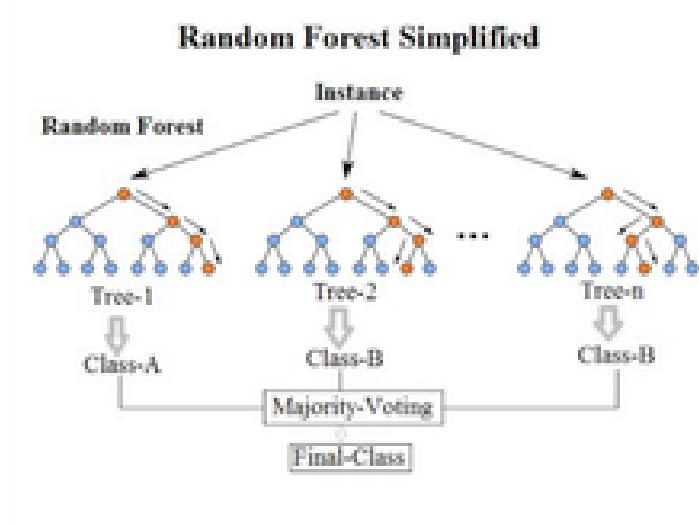 Random Forest Simplified
Instance
Random Forest
Tree-1
Tree-2
...
Tree-n
Class-A
Class-B
Class-B
Majority-Voting
Final-Class